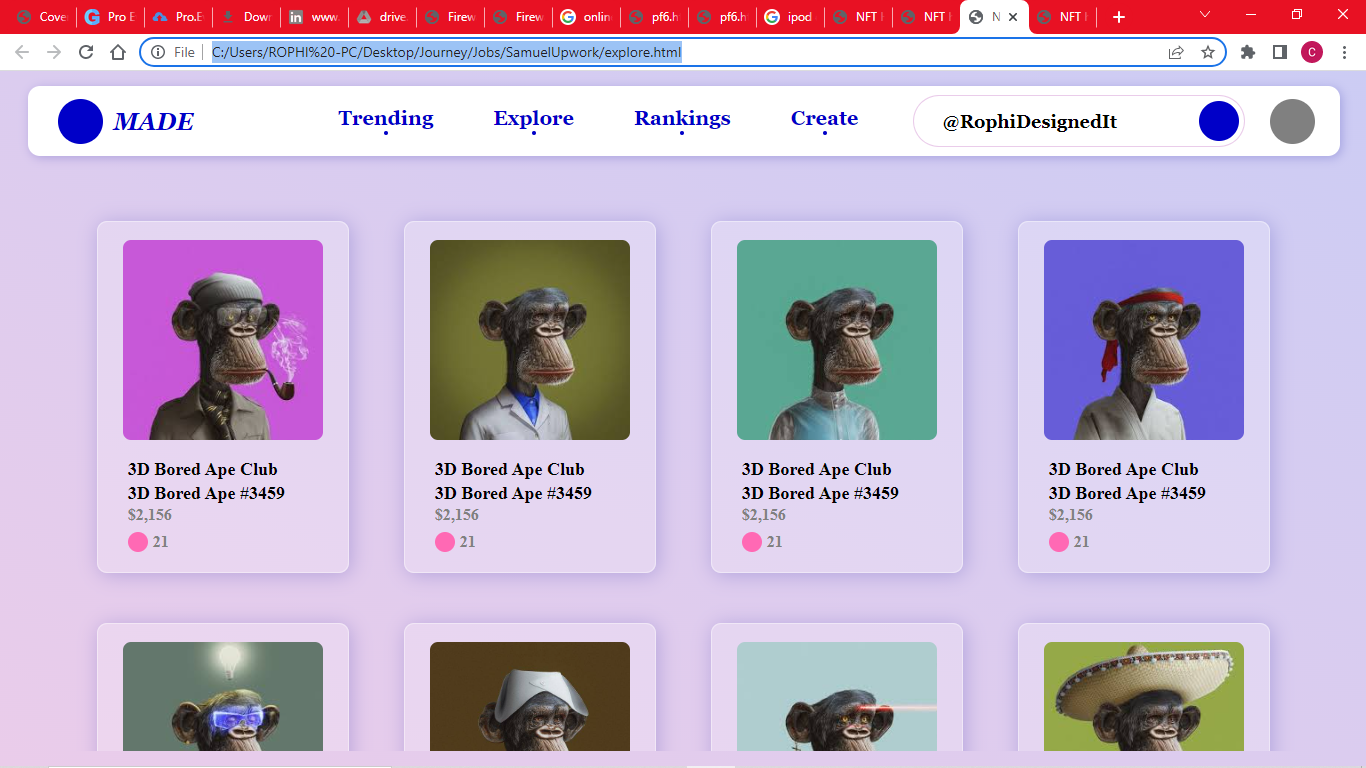 Cover
Pro E
Pro.E
Down
www.
drive.
Firew
Firew
online
pf6.h
pf6.h
ipod
NFT
NFT
N
NFT
File
C:/Users/ROPHI%20-PC/Desktop/Journey/Jobs/SamuelUpwork/explore.html
C
MADE
Trending
Explore
Rankings
Create
@RophiDesignedIt
3D Bored Ape Club
3D Bored Ape #3459
$2,156
21
3D Bored Ape Club
3D Bored Ape #3459
$2,156
21
3D Bored Ape Club
3D Bored Ape #3459
$2,156
21
3D Bored Ape Club
3D Bored Ape #3459
$2,156
21